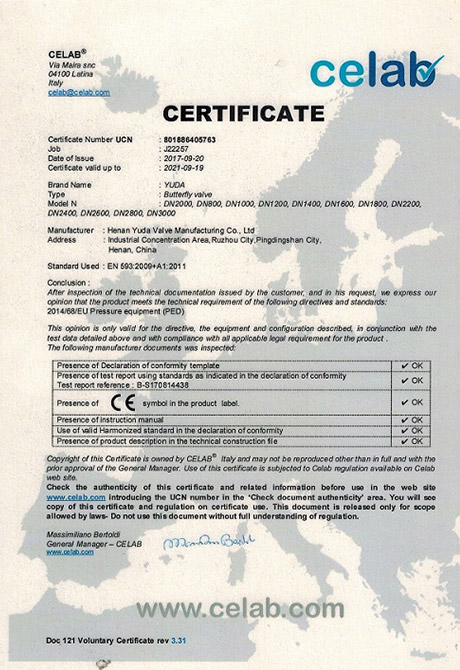 CELAB®
Via Maira snc
04100 Latina
Italy
celab@celab.com
celab
CERTIFICATE
Certificate Number UCN : 801886405763
Job : J22257
Date of Issue : 2017-09-20
Certificate valid up to : 2021-09-19
Brand Name : YUDA
Type : Butterfly valve
Model N : DN2000, DN800, DN1000, DN1200, DN1400, DN1600, DN1800, DN2200,
DN2400, DN2600, DN2800, DN3000
Manufacturer : Henan Yuda Valve Manufacturing Co., Ltd
Address : Industrial Concentration Area, Ruzhou City,Pingdingshan City,
Henan, China
Standard Used : EN 593:2009+A1:2011
Conclusion :
After inspection of the technical documentation issued by the customer, and in his request, we express our
opinion that the product meets the technical requirement of the following directives and standards:
2014/68/EU Pressure equipment (PED)
This opinion is only valid for the directive, the equipment and configuration described, in conjunction with the
test data detailed above and with compliance with all applicable legal requirement for the product .
The following manufacturer documents was inspected:
Presence of Declaration of conformity template ✔ OK
Presence of test report using standards as indicated in the declaration of conformity
Test report reference : B-S170814438 ✔ OK
Presence of CE symbol in the product label. ✔ OK
Presence of instruction manual ✔ OK
Use of valid Harmonized standard in the declaration of conformity ✔ OK
Presence of product description in the technical construction file ✔ OK
Copyright of this Certificate is owned by CELAB® Italy and may not be reproduced other than in full and with the
prior approval of the General Manager. Use of this certificate is subjected to Celab regulation available on Celab
web site.
Check the authenticity of this certificate and related information before use in the web site
www.celab.com introducing the UCN number in the 'Check document authenticity' area. You will see
copy of this certificate and regulation on certificate use. This document is released only for scope
allowed by laws- Do not use this document without full understanding of regulation.
Massimiliano Bertoldi
General Manager – CELAB
www.celab.com
www.celab.com
Doc 121 Voluntary Certificate rev 3.31